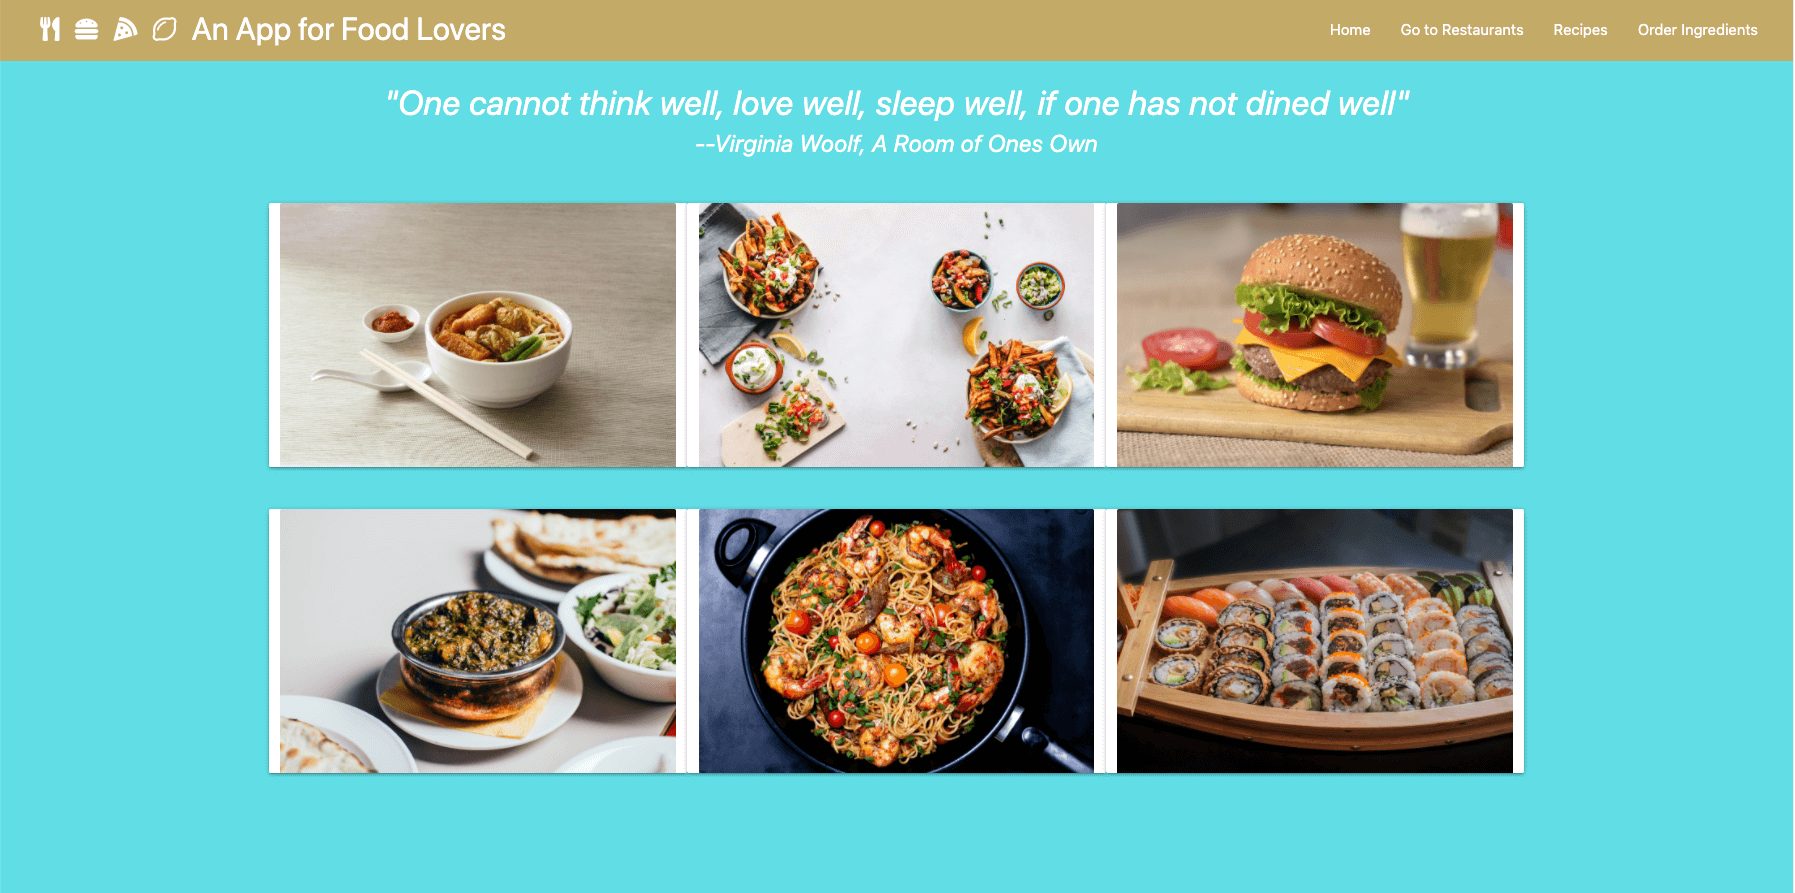 An App for Food Lovers
Home Go to Restaurants Recipes Order Ingredients
"One cannot think well, love well, sleep well, if one has not dined well"
--Virginia Woolf, A Room of Ones Own